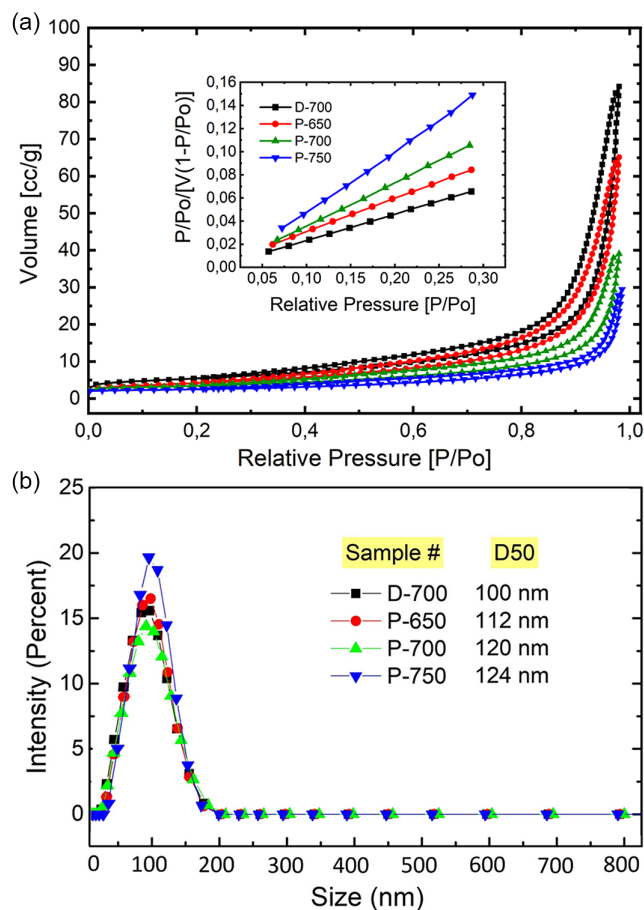 (a)
100
90
80
70
60
50
40
30
20
10
0
Volume [cc/g]
0,0 0,2 0,4 0,6 0,8 1,0
Relative Pressure [P/Po]
0,16
0,14
0,12
0,10
0,08
0,06
0,04
0,02
0,00
P/Po/[V(1-P/Po)]
D-700
P-650
P-700
P-750
0,05 0,10 0,15 0,20 0,25 0,30
Relative Pressure [P/Po]
(b)
25
20
15
10
5
0
Intensity (Percent)
Sample # D50
D-700 100 nm
P-650 112 nm
P-700 120 nm
P-750 124 nm
0 100 200 300 400 500 600 700 800
Size (nm)